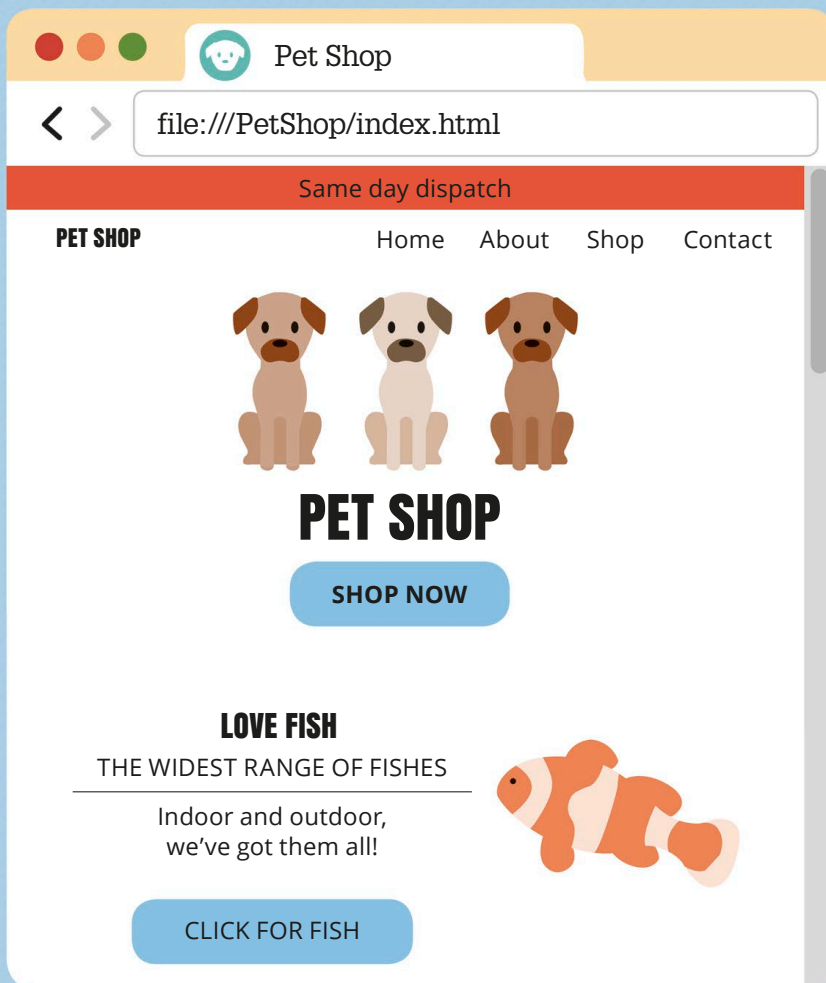 Pet Shop
file:///PetShop/index.html
Same day dispatch
PET SHOP Home About Shop Contact
PET SHOP
SHOP NOW
LOVE FISH
THE WIDEST RANGE OF FISHES
Indoor and outdoor,
we’ve got them all!
CLICK FOR FISH